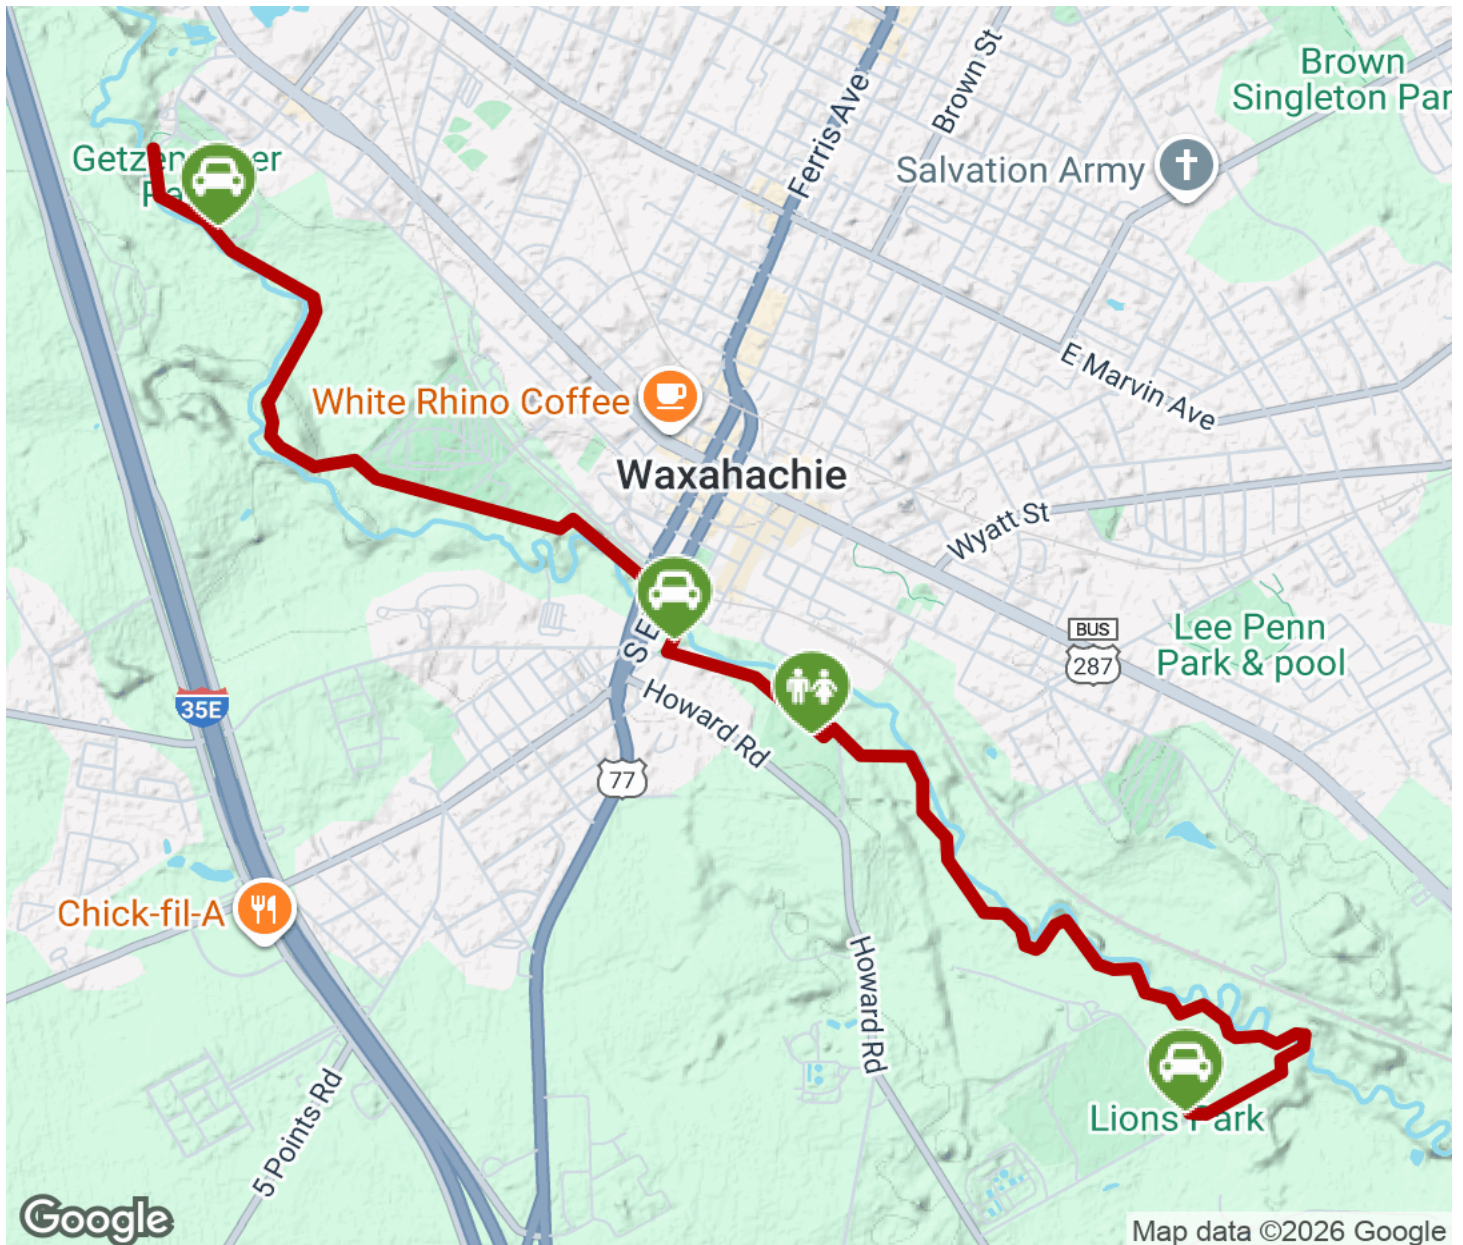 Brown
Singleton Par
Ferris Ave
Brown St
Salvation Army
E Marvin Ave
White Rhino Coffee
Waxahachie
Wyatt St
BUS
287
Lee Penn
Park & pool
S E
35E
Howard Rd
77
Chick-fil-A
Howard Rd
Lions Park
5 Points Rd
Google
Map data ©2026 Google